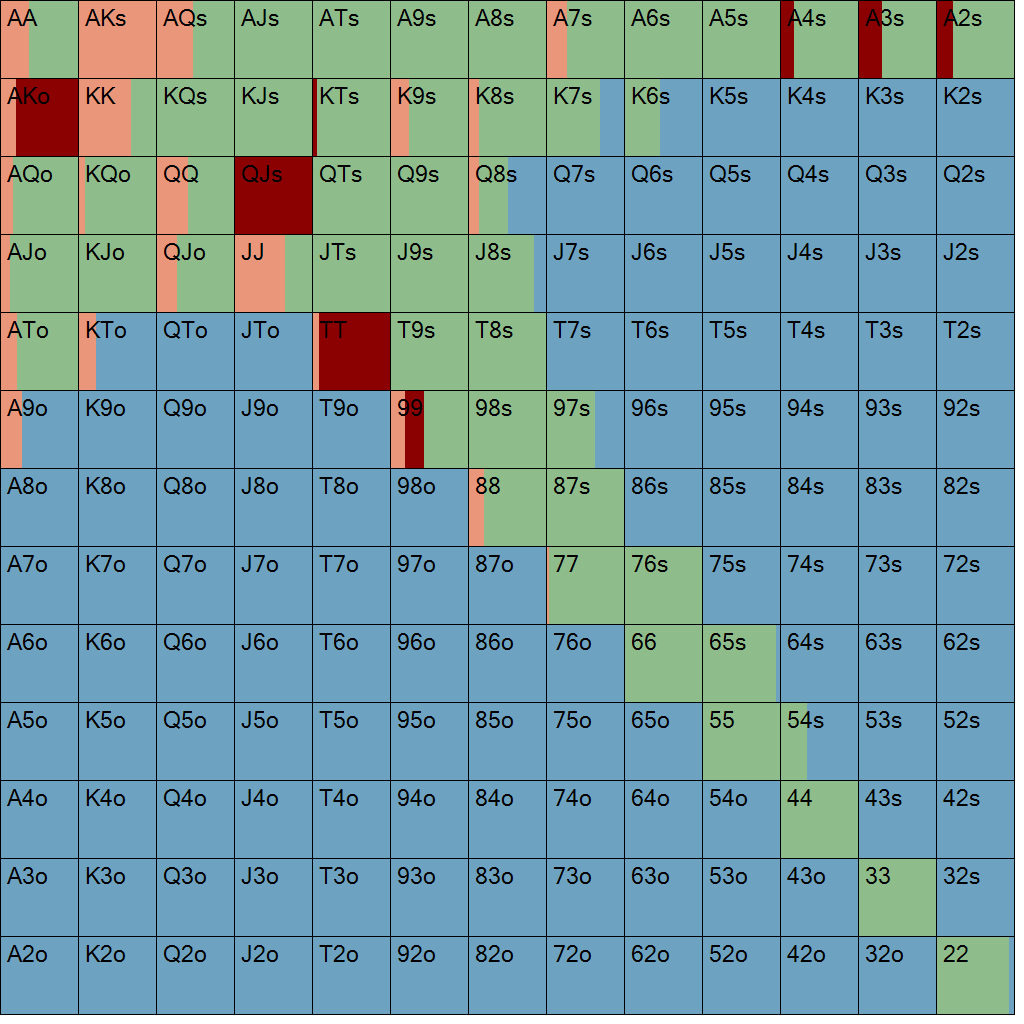 AA AKs AQs AJs ATs A9s A8s A7s A6s A5s A4s A3s A2s
AKo KK KQs KJs KTs K9s K8s K7s K6s K5s K4s K3s K2s
AQo KQo QQ QJs QTs Q9s Q8s Q7s Q6s Q5s Q4s Q3s Q2s
AJo KJo QJo JJ JTs J9s J8s J7s J6s J5s J4s J3s J2s
ATo KTo QTo JTo TT T9s T8s T7s T6s T5s T4s T3s T2s
A9o K9o Q9o J9o T9o 99 98s 97s 96s 95s 94s 93s 92s
A8o K8o Q8o J8o T8o 98o 88 87s 86s 85s 84s 83s 82s
A7o K7o Q7o J7o T7o 97o 87o 77 76s 75s 74s 73s 72s
A6o K6o Q6o J6o T6o 96o 86o 76o 66 65s 64s 63s 62s
A5o K5o Q5o J5o T5o 95o 85o 75o 65o 55 54s 53s 52s
A4o K4o Q4o J4o T4o 94o 84o 74o 64o 54o 44 43s 42s
A3o K3o Q3o J3o T3o 93o 83o 73o 63o 53o 43o 33 32s
A2o K2o Q2o J2o T2o 92o 82o 72o 62o 52o 42o 32o 22